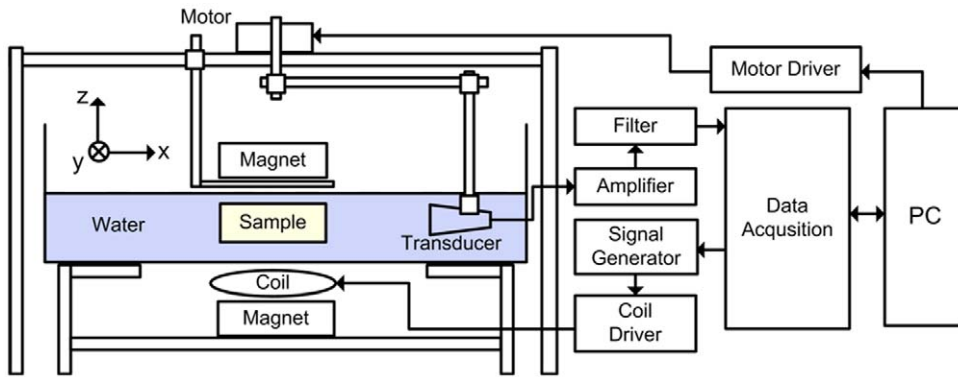 Motor
Motor Driver
z
y
x
Magnet
Filter
Amplifier
Water
Sample
Transducer
Signal
Generator
Data
Acqusition
PC
Coil
Magnet
Coil
Driver